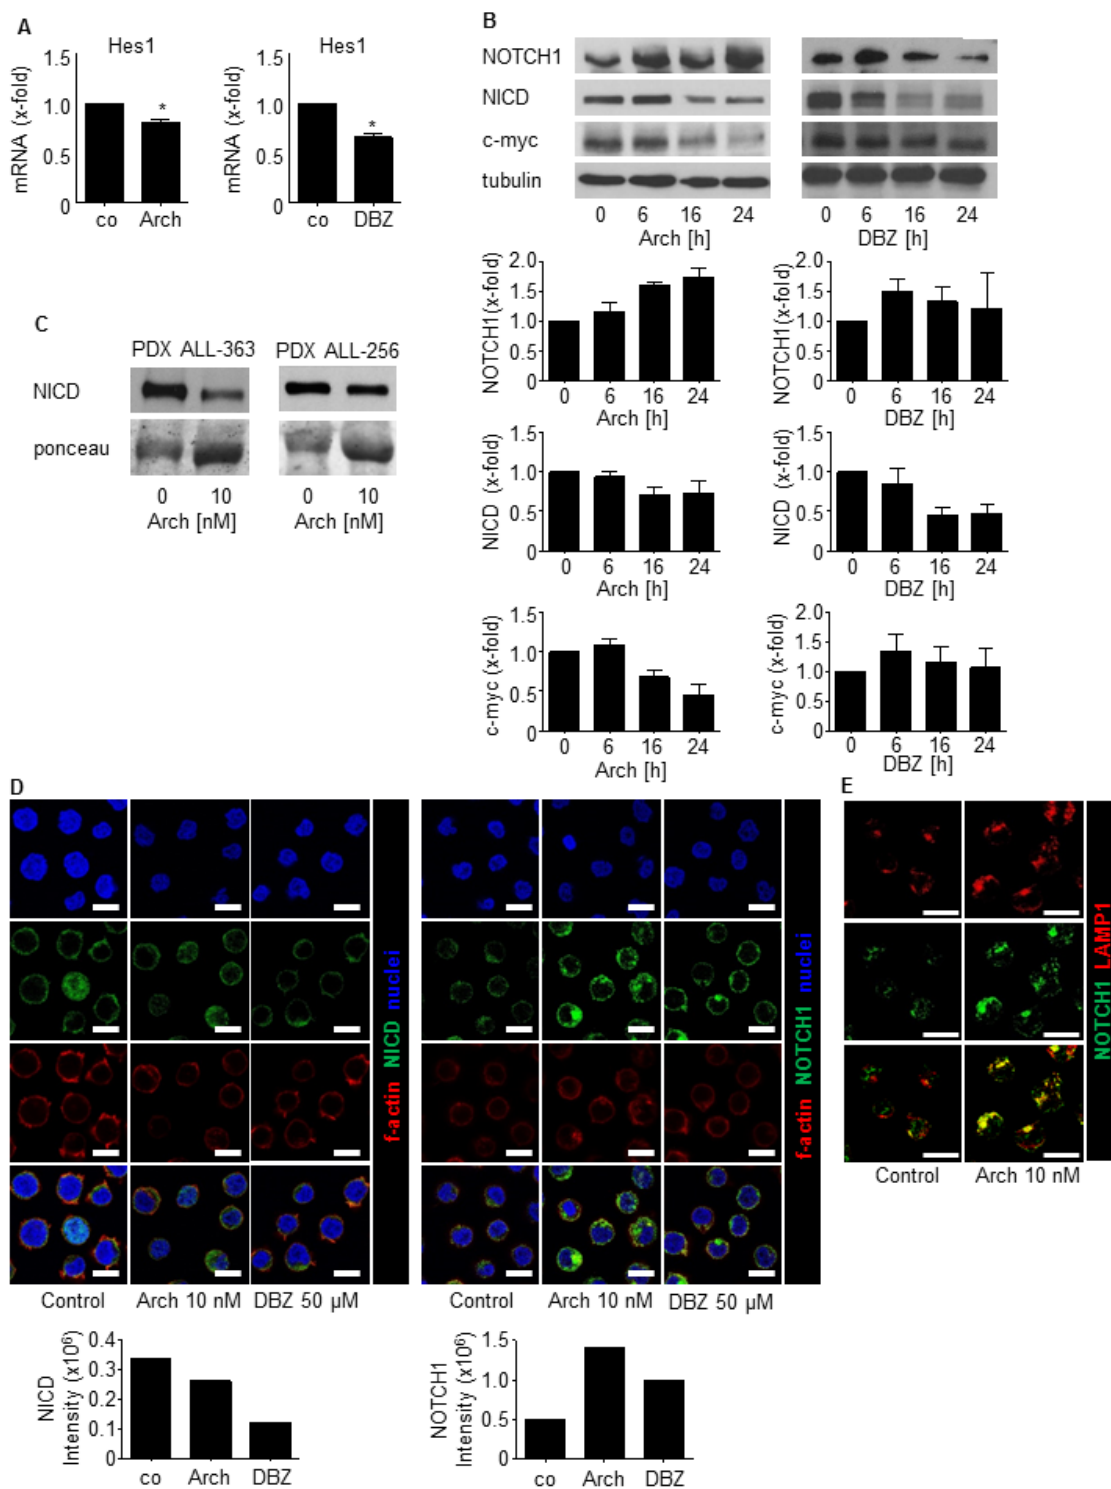 A
Hes1
mRNA (x-fold)
1.5
1.0
0.5
0
co Arch
*
Hes1
mRNA (x-fold)
1.5
1.0
0.5
0
co DBZ
*
B
NOTCH1
NICD
c-myc
tubulin
0 6 16 24
Arch [h]
0 6 16 24
DBZ [h]
NOTCH1(x-fold)
2.0
1.5
1.0
0.5
0
0 6 16 24
Arch [h]
NOTCH1(x-fold)
2.0
1.5
1.0
0.5
0
0 6 16 24
DBZ [h]
NICD (x-fold)
1.5
1.0
0.5
0
0 6 16 24
Arch [h]
NICD (x-fold)
1.5
1.0
0.5
0
0 6 16 24
DBZ [h]
c-myc (x-fold)
1.5
1.0
0.5
0
0 6 16 24
Arch [h]
c-myc (x-fold)
2.0
1.5
1.0
0.5
0
0 6 16 24
DBZ [h]
C
PDX ALL-363 PDX ALL-256
NICD
ponceau
0 10
Arch [nM]
0 10
Arch [nM]
D
f-actin NICD nuclei
Control Arch 10 nM DBZ 50 µM
f-actin NOTCH1 nuclei
Control Arch 10 nM DBZ 50 µM
NICD
Intensity (x10⁶)
0.4
0.3
0.2
0.1
0
co Arch DBZ
NOTCH1
Intensity (x10⁶)
1.5
1.0
0.5
0
co Arch DBZ
E
NOTCH1 LAMP1
Control Arch 10 nM